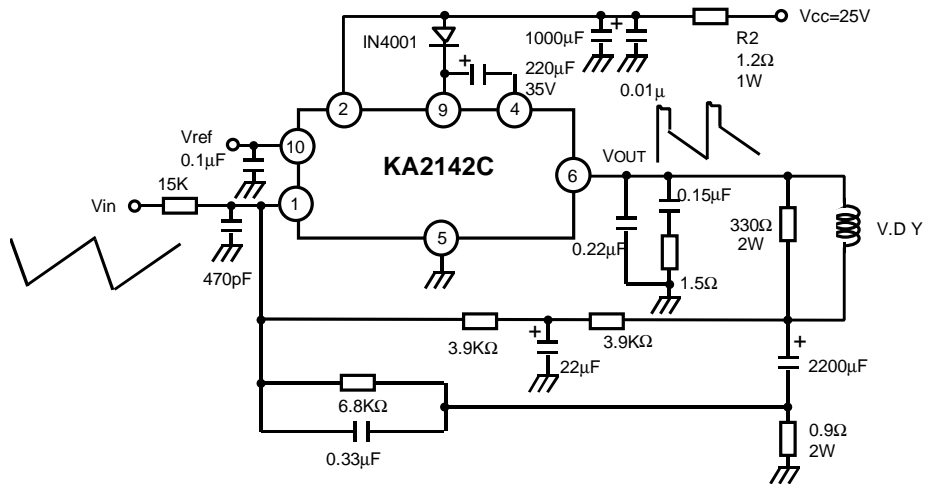 Vcc=25V
IN4001
1000µF
+
R2
1.2Ω
1W
+
220µF
35V
0.01µ
2
9
4
Vref
0.1µF
10
KA2142C
VOUT
6
15K
Vin
1
0.15µF
330Ω
2W
V.D Y
5
0.22µF
470pF
1.5Ω
3.9KΩ
+
22µF
3.9KΩ
+
2200µF
6.8KΩ
0.33µF
0.9Ω
2W